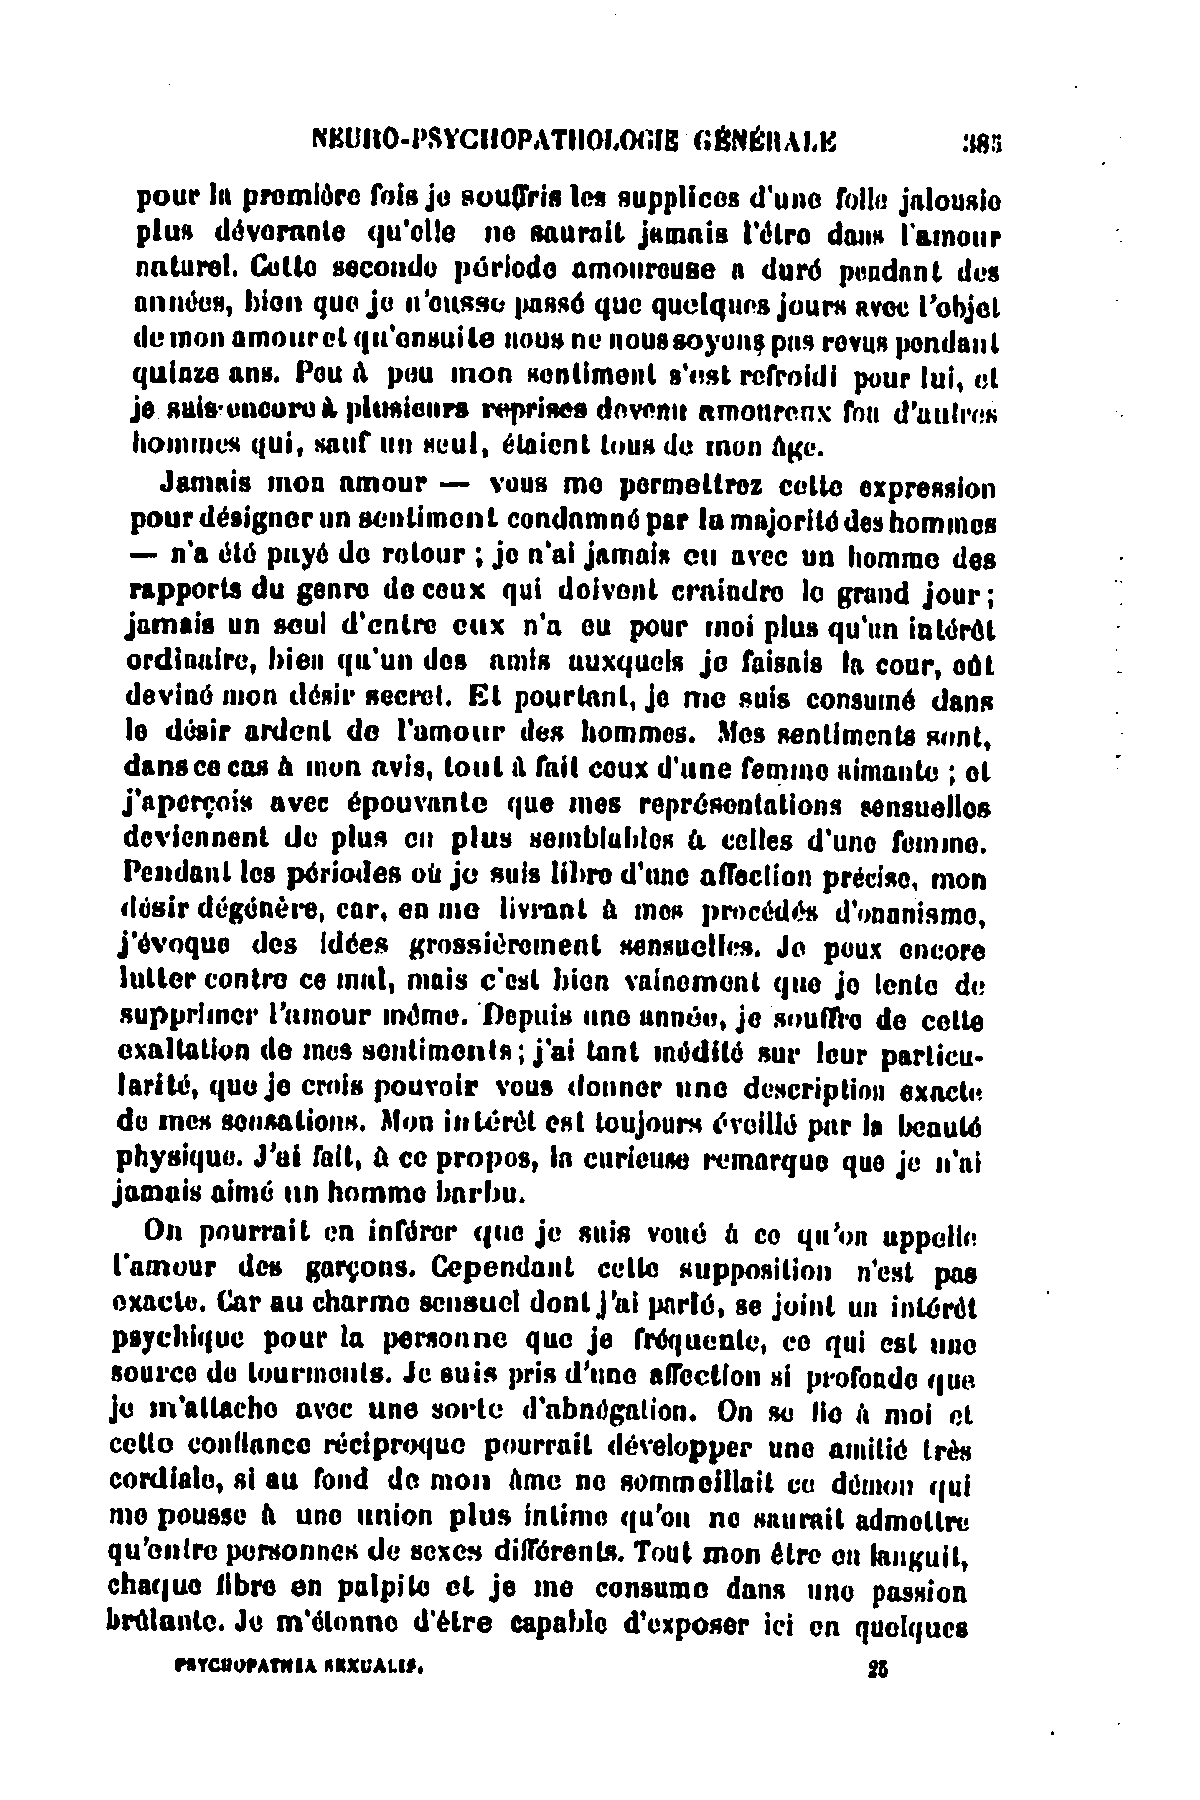 NEURO-PSYCHOPATHOLOGIE GÉNÉRALE 385
pour la première fois je souffris les supplices d'une folle jalousie
plus dévorante qu'elle ne saurait jamais l'être dans l'amour
naturel. Cette seconde période amoureuse a duré pendant des
années, bien que je n'eusse passé que quelques jours avec l'objet
de mon amour et qu'ensuite nous ne nous soyons pas revus pendant
quinze ans. Peu à peu mon sentiment s'est refroidi pour lui, et
je suis encore à plusieurs reprises devenu amoureux fou d'autres
hommes qui, sauf un seul, étaient tous de mon âge.
Jamais mon amour — vous me permettrez cette expression
pour désigner un sentiment condamné par la majorité des hommes
— n'a été payé de retour ; je n'ai jamais eu avec un homme des
rapports du genre de ceux qui doivent craindre le grand jour ;
jamais un seul d'entre eux n'a eu pour moi plus qu'un intérêt
ordinaire, bien qu'un des amis auxquels je faisais la cour, eût
deviné mon désir secret. Et pourtant, je me suis consumé dans
le désir ardent de l'amour des hommes. Mes sentiments sont,
dans ce cas à mon avis, tout à fait ceux d'une femme aimante ; et
j'aperçois avec épouvante que mes représentations sensuelles
deviennent de plus en plus semblables à celles d'une femme.
Pendant les périodes où je suis libre d'une affection précise, mon
désir dégénère, car, en me livrant à mes procédés d'onanisme,
j'évoque des idées grossièrement sensuelles. Je peux encore
lutter contre ce mal, mais c'est bien vainement que je tente de
supprimer l'amour même. Depuis une année, je souffre de cette
exaltation de mes sentiments ; j'ai tant médité sur leur particu-
larité, que je crois pouvoir vous donner une description exacte
de mes sensations. Mon intérêt est toujours éveillé par la beauté
physique. J'ai fait, à ce propos, la curieuse remarque que je n'ai
jamais aimé un homme barbu.
On pourrait en inférer que je suis voué à ce qu'on appelle
l'amour des garçons. Cependant cette supposition n'est pas
exacte. Car au charme sensuel dont j'ai parlé, se joint un intérêt
psychique pour la personne que je fréquente, ce qui est une
source de tourments. Je suis pris d'une affection si profonde que
je m'attache avec une sorte d'abnégation. On se lie à moi et
cette confiance réciproque pourrait développer une amitié très
cordiale, si au fond de mon âme ne sommeillait ce démon qui
me pousse à une union plus intime qu'on ne saurait admettre
qu'entre personnes de sexes différents. Tout mon être en languit,
chaque fibre en palpite et je me consume dans une passion
brûlante. Je m'étonne d'être capable d'exposer ici en quelques
PSYCHOPATHIA SEXUALIS. 25